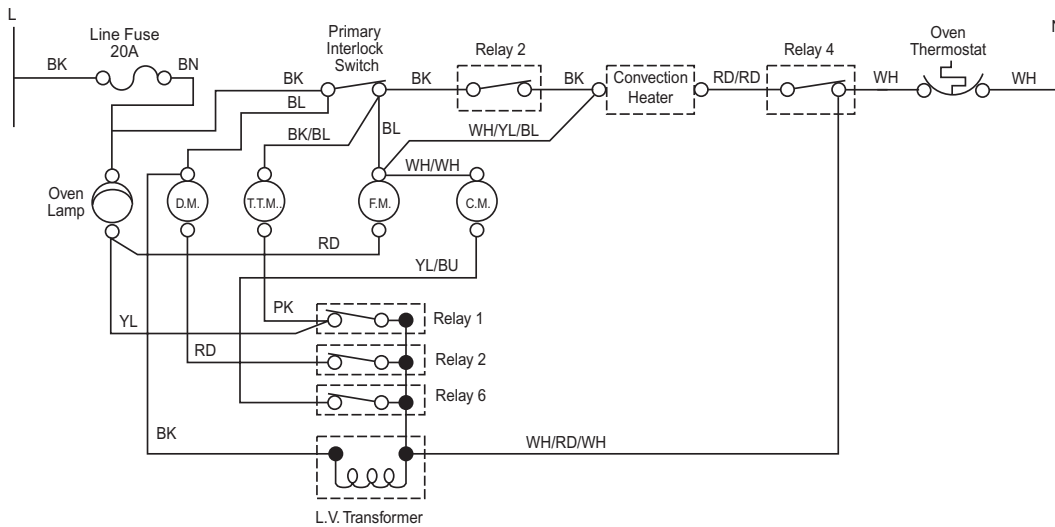 L
N
Line Fuse
20A
BK
BN
Primary
Interlock
Switch
BK
BL
BK
Relay 2
BK
Convection
Heater
RD/RD
Relay 4
WH
Oven
Thermostat
WH
BK/BL
BL
WH/YL/BL
WH/WH
Oven
Lamp
D.M.
T.T.M..
F.M.
C.M.
RD
YL/BU
PK
YL
Relay 1
RD
Relay 2
Relay 6
BK
WH/RD/WH
L.V. Transformer